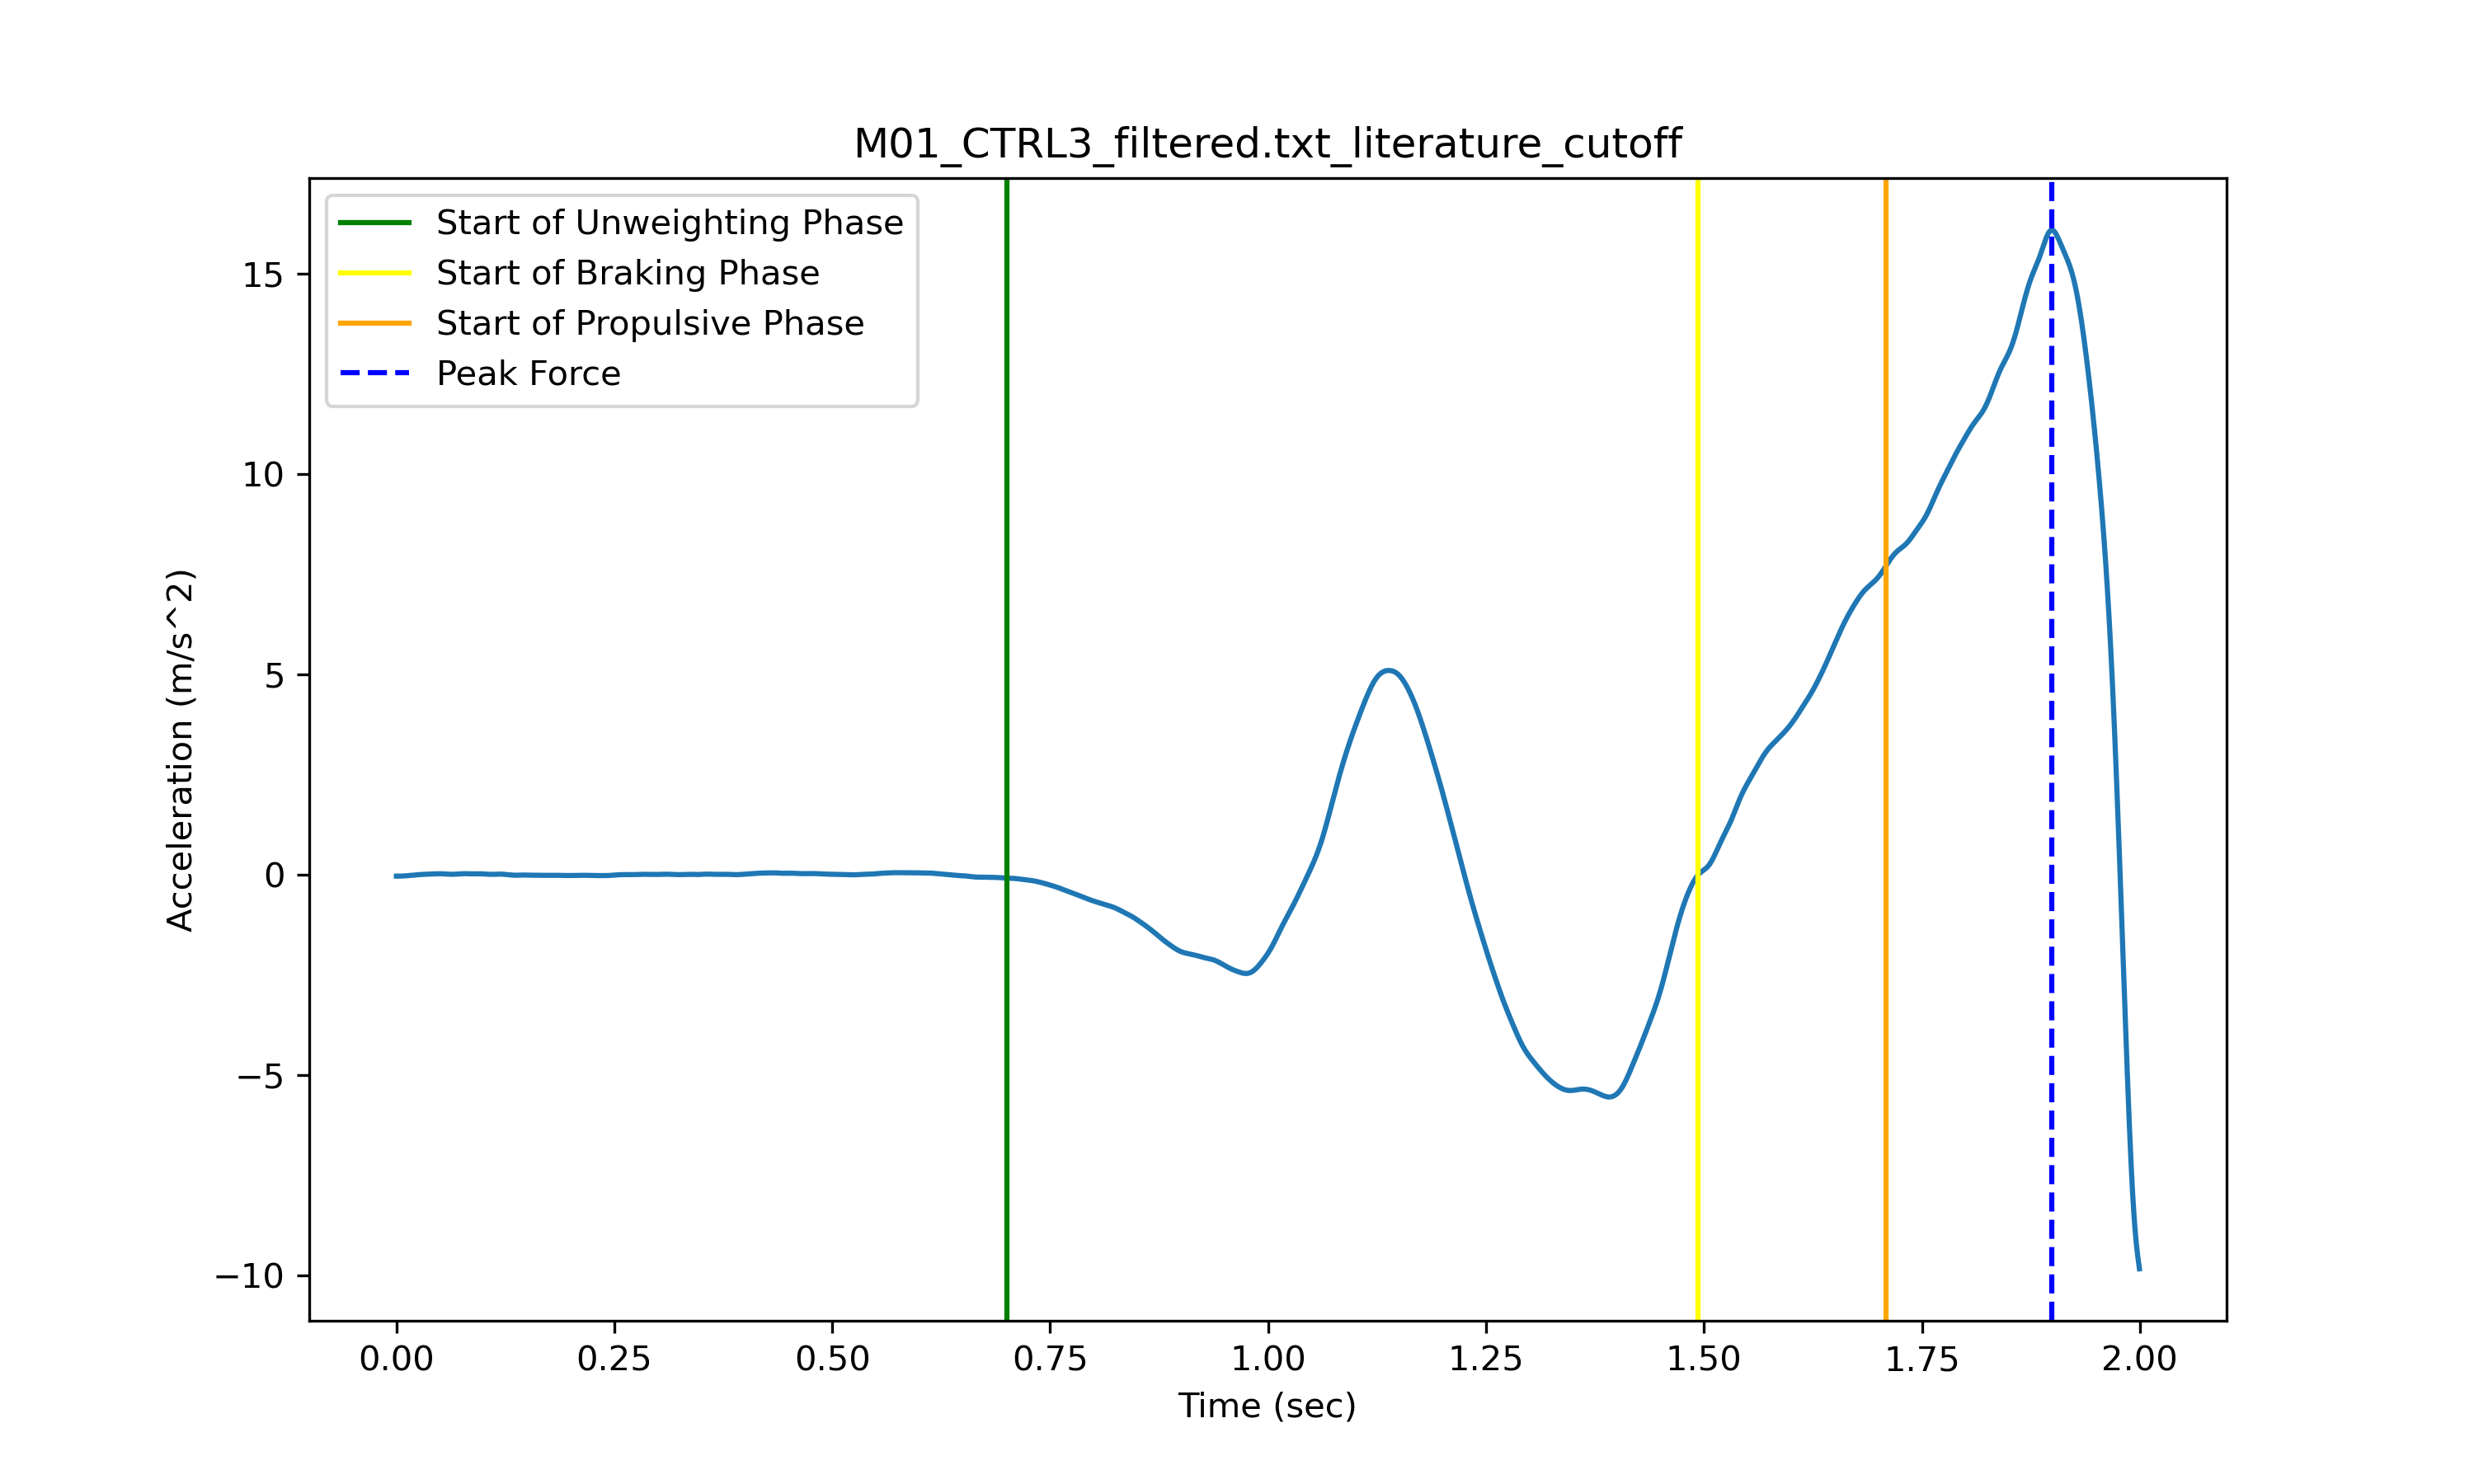 M01_CTRL3_filtered.txt_literature_cutoff
Start of Unweighting Phase
Start of Braking Phase
Start of Propulsive Phase
Peak Force
15
10
5
0
−5
−10
Acceleration (m/s^2)
0.00 0.25 0.50 0.75 1.00 1.25 1.50 1.75 2.00
Time (sec)